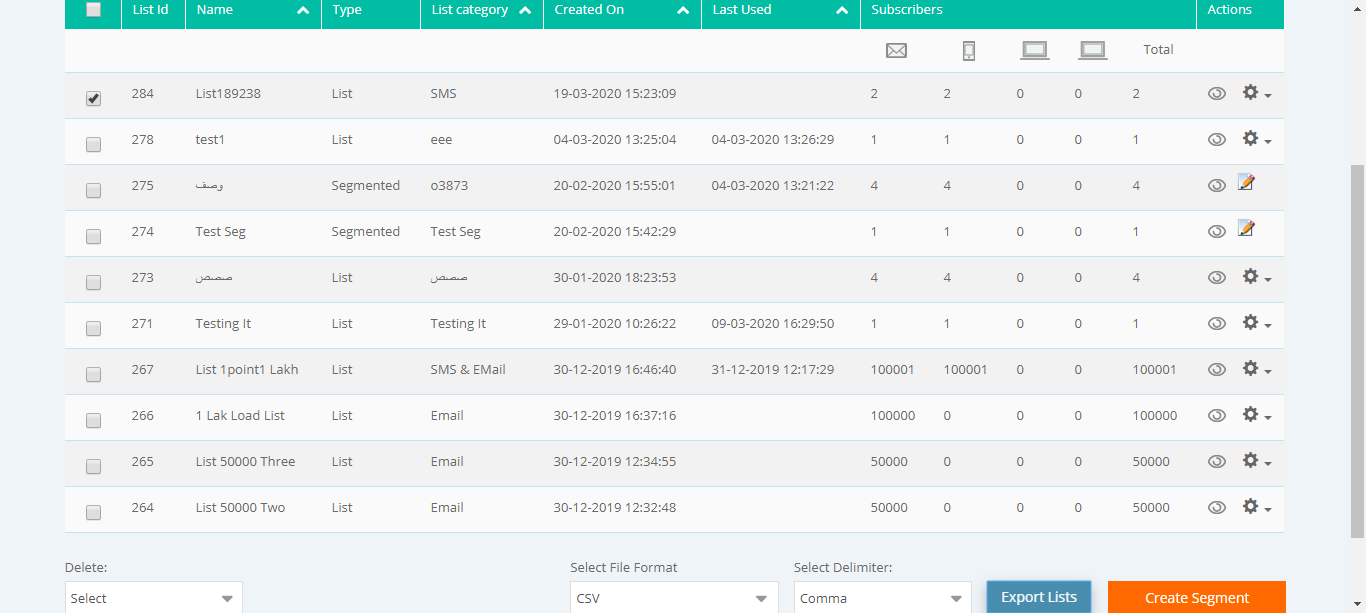 List Id Name Type List category Created On Last Used Subscribers Actions
Total
284 List189238 List SMS 19-03-2020 15:23:09 2 2 0 0 2
278 test1 List eee 04-03-2020 13:25:04 04-03-2020 13:26:29 1 1 0 0 1
275 وصف Segmented o3873 20-02-2020 15:55:01 04-03-2020 13:21:22 4 4 0 0 4
274 Test Seg Segmented Test Seg 20-02-2020 15:42:29 1 1 0 0 1
273 صصص List صصص 30-01-2020 18:23:53 4 4 0 0 4
271 Testing It List Testing It 29-01-2020 10:26:22 09-03-2020 16:29:50 1 1 0 0 1
267 List 1point1 Lakh List SMS & EMail 30-12-2019 16:46:40 31-12-2019 12:17:29 100001 100001 0 0 100001
266 1 Lak Load List List Email 30-12-2019 16:37:16 100000 0 0 0 100000
265 List 50000 Three List Email 30-12-2019 12:34:55 50000 0 0 0 50000
264 List 50000 Two List Email 30-12-2019 12:32:48 50000 0 0 0 50000
Delete: Select File Format Select Delimiter:
Select CSV Comma Export Lists Create Segment